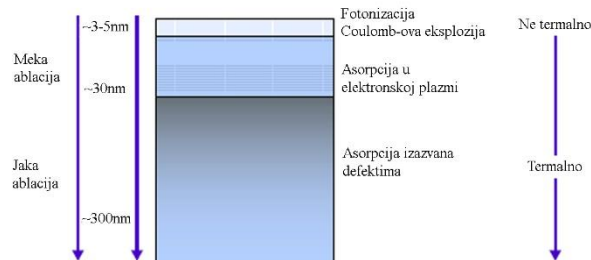 ~3-5nm
Meka
ablacija
~30nm
Jaka
ablacija
~300nm
Fotonizacija
Coulomb-ova eksplozija
Asorpcija u
elektronskoj plazmi
Asorpcija izazvana
defektima
Ne termalno
Termalno